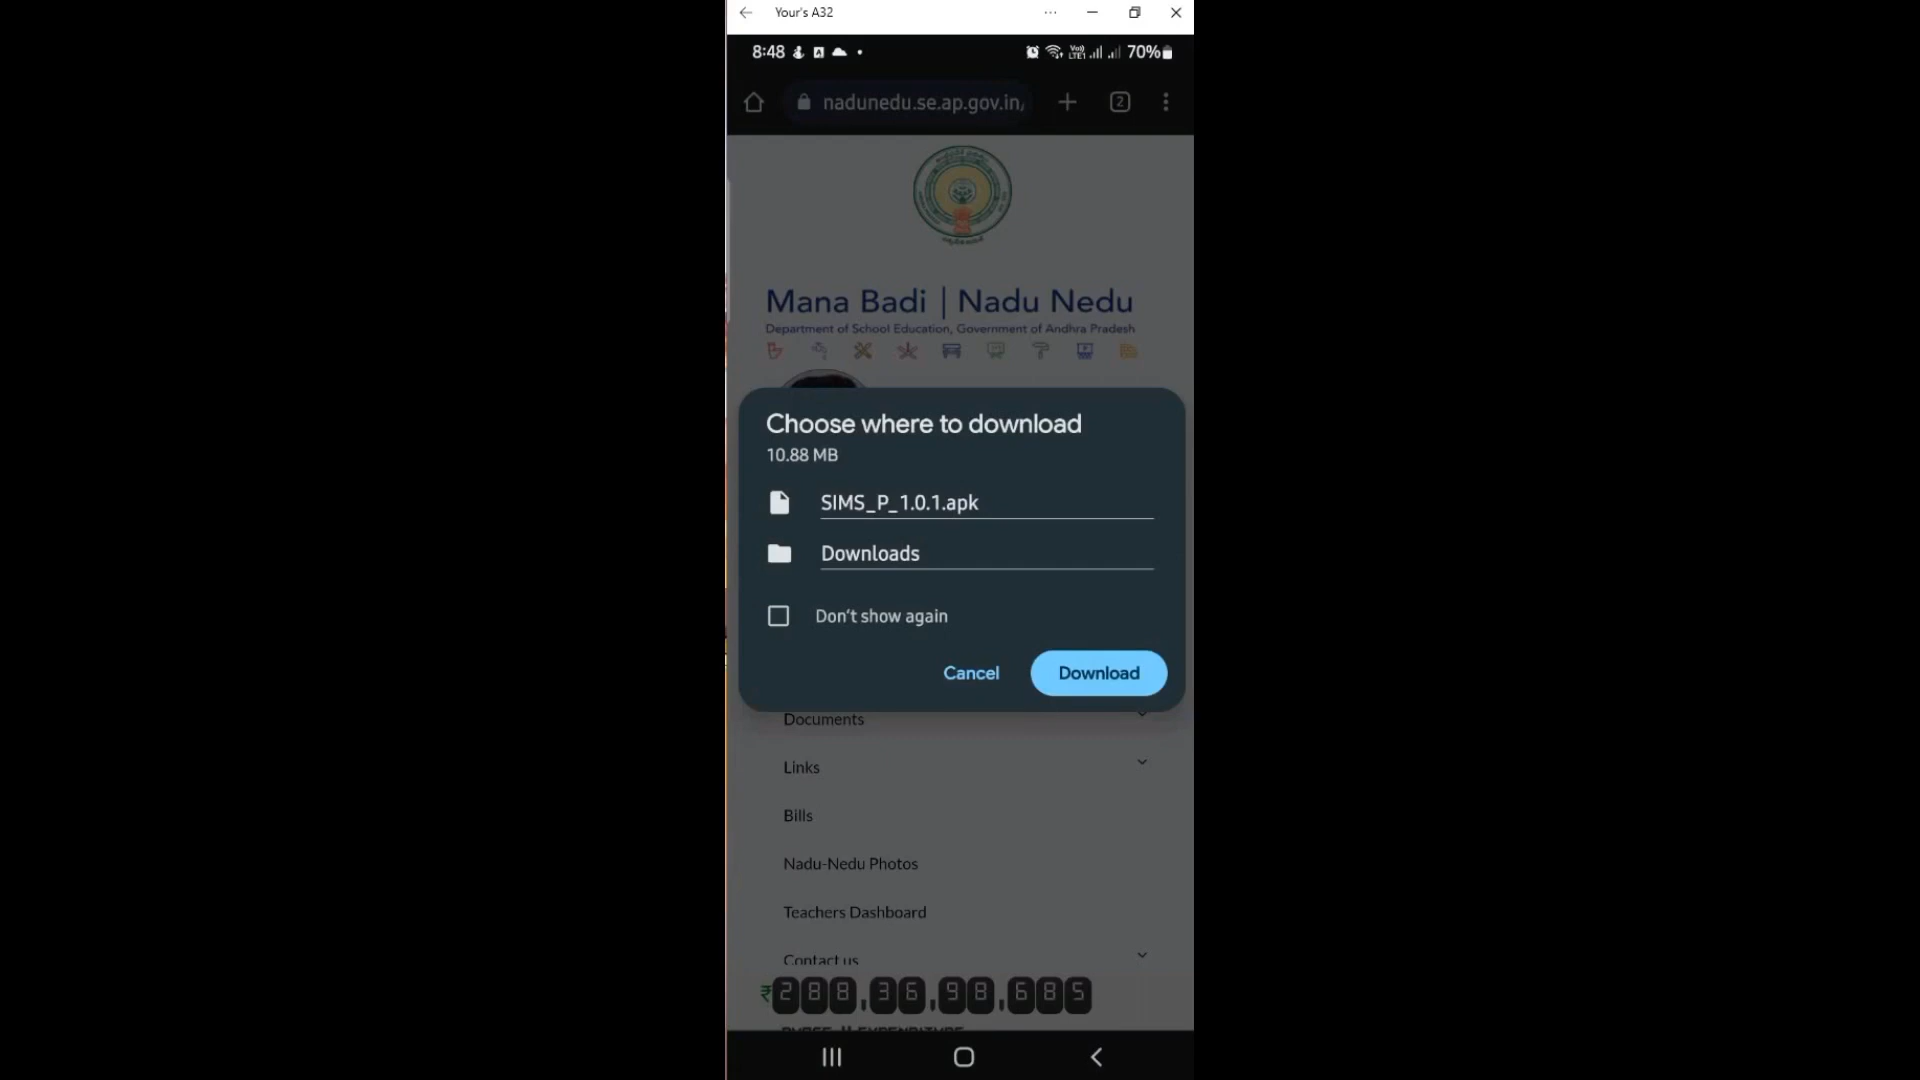 Your's A32
8:48
70%
nadunedu.se.ap.gov.in/
2
Mana Badi | Nadu Nedu
Department of School Education, Government of Andhra Pradesh
Choose where to download
10.88 MB
SIMS_P_1.0.1.apk
Downloads
Don't show again
Cancel
Download
Documents
Links
Bills
Nadu-Nedu Photos
Teachers Dashboard
Contact us
₹288,36,98,685